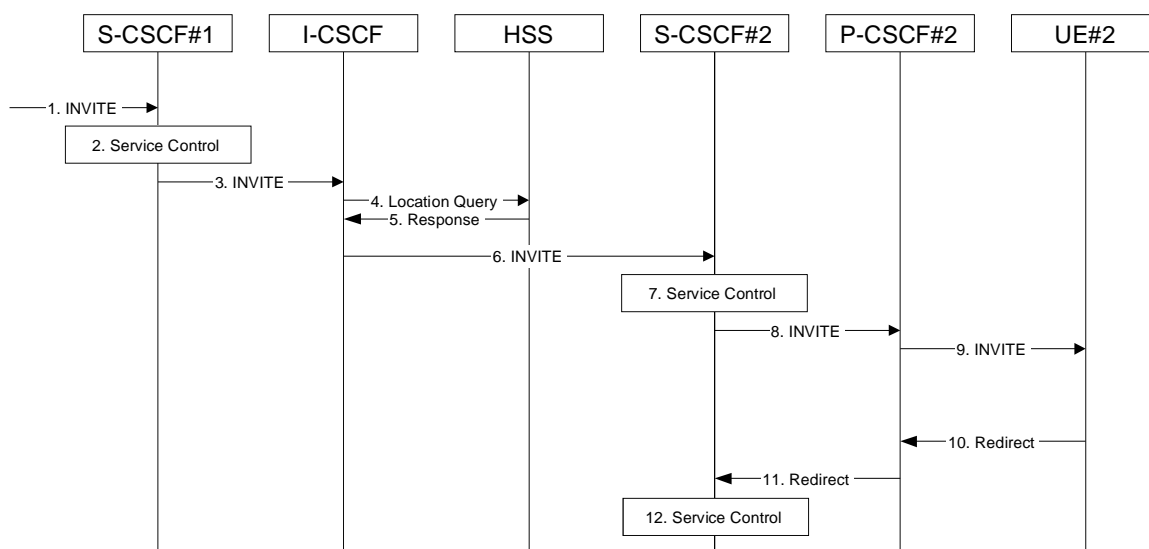 S-CSCF#1
I-CSCF
HSS
S-CSCF#2
P-CSCF#2
UE#2
1. INVITE
2. Service Control
3. INVITE
4. Location Query
5. Response
6. INVITE
7. Service Control
8. INVITE
9. INVITE
10. Redirect
11. Redirect
12. Service Control